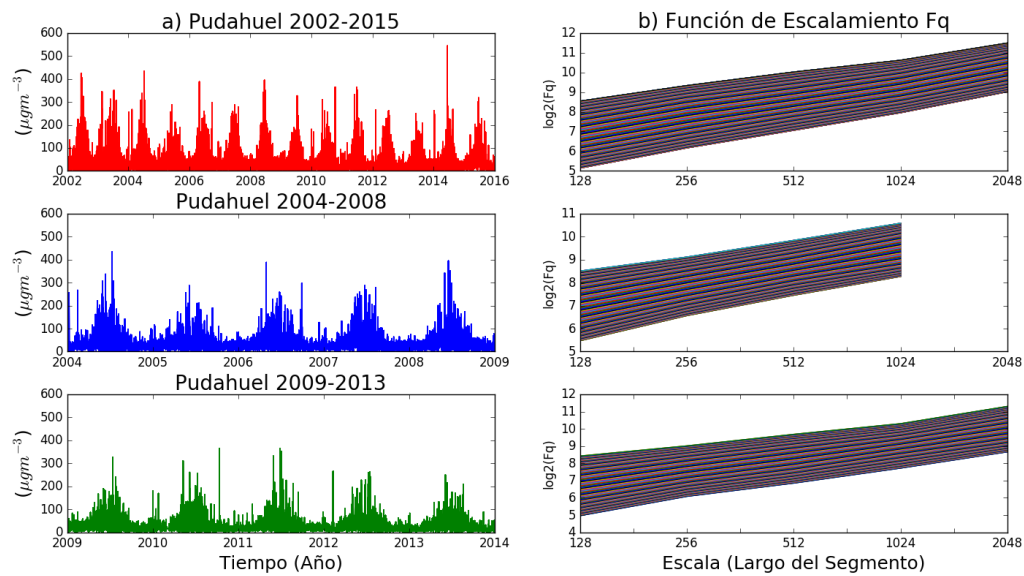 a) Pudahuel 2002-2015
b) Función de Escalamiento Fq
(μgm⁻³)
600
500
400
300
200
100
0
2002 2004 2006 2008 2010 2012 2014 2016
log2(Fq)
12
11
10
9
8
7
6
5
128 256 512 1024 2048
Pudahuel 2004-2008
(μgm⁻³)
600
500
400
300
200
100
0
2004 2005 2006 2007 2008 2009
log2(Fq)
11
10
9
8
7
6
5
128 256 512 1024 2048
Pudahuel 2009-2013
(μgm⁻³)
600
500
400
300
200
100
0
2009 2010 2011 2012 2013 2014
Tiempo (Año)
log2(Fq)
12
11
10
9
8
7
6
5
4
128 256 512 1024 2048
Escala (Largo del Segmento)